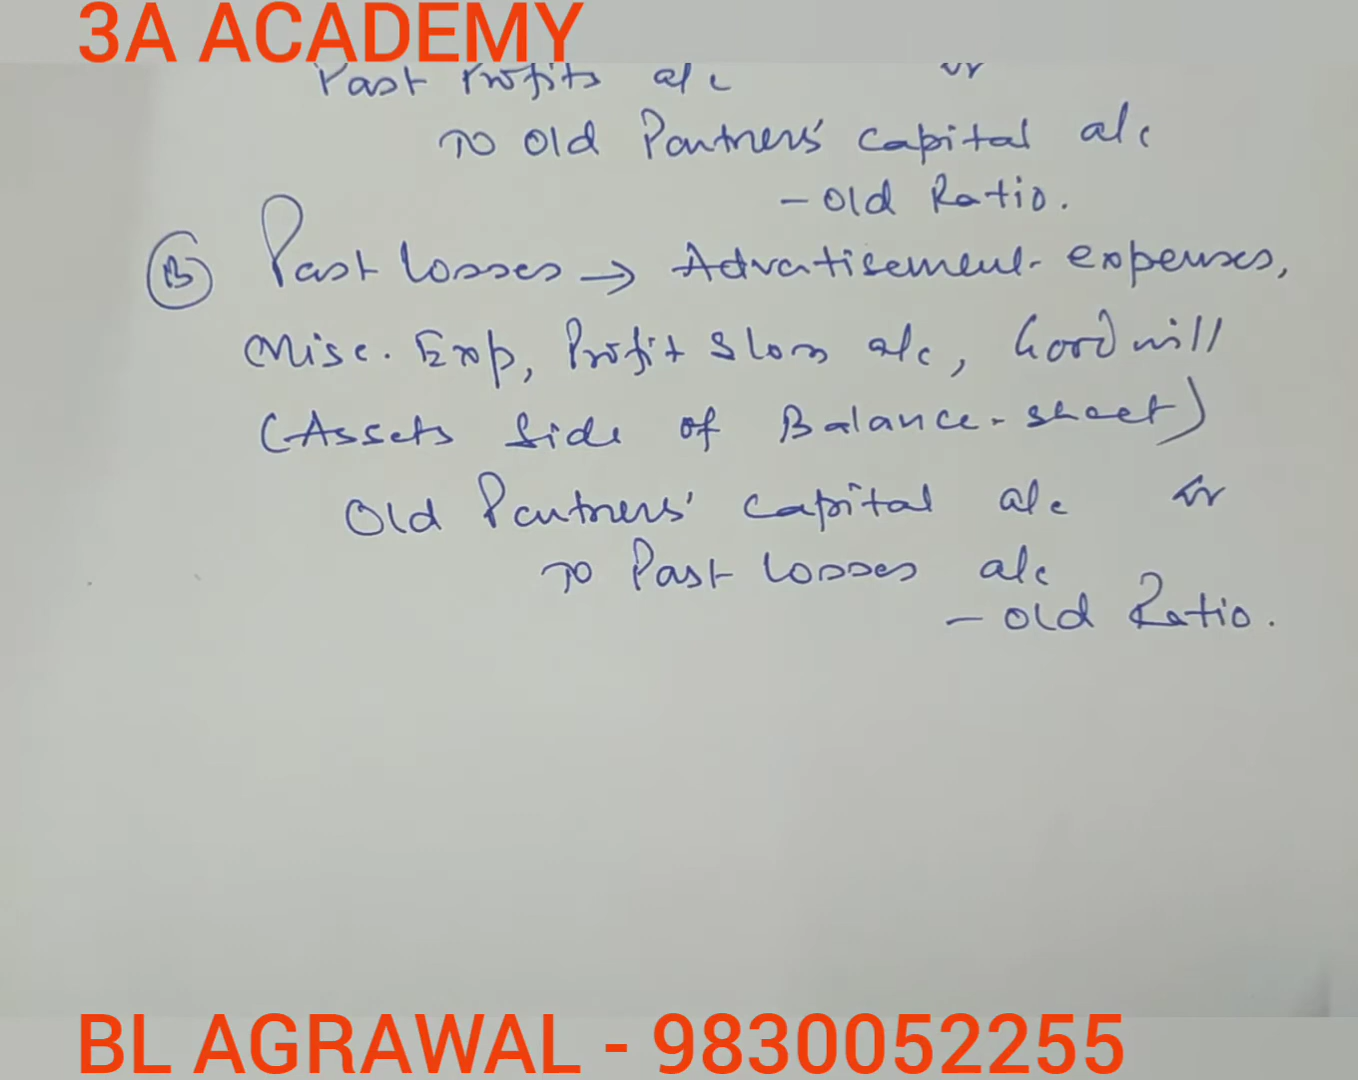 3A ACADEMY
Past Profits a/c Dr
To Old Partners' Capital a/c
- Old Ratio.
(B) Past Losses → Advertisement expenses,
Misc. Exp, Profit & loss a/c, Goodwill
(Assets Side of Balance-sheet)
Old Partners' Capital a/c Dr
To Past Losses a/c
- Old Ratio.
BL AGRAWAL - 9830052255